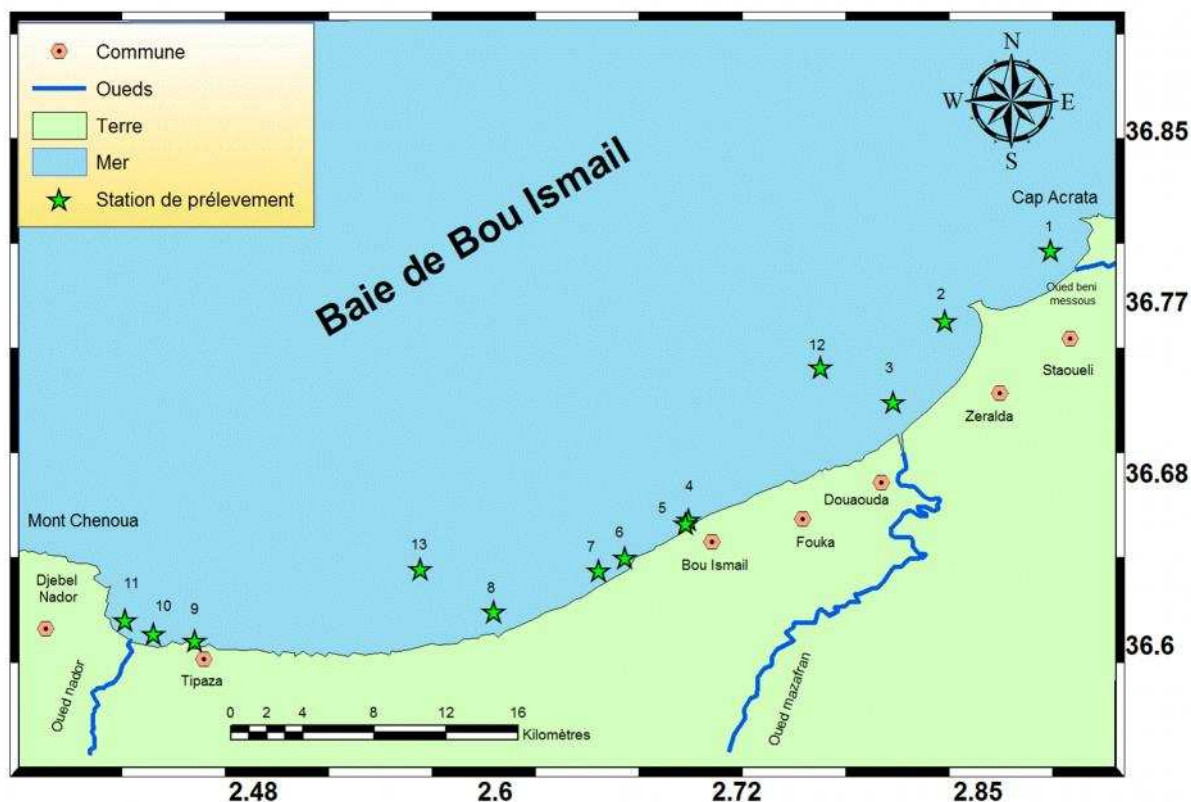 Commune
Oueds
Terre
Mer
Station de prélevement
N
W
E
S
Baie de Bou Ismail
36.85
36.77
36.68
36.6
Cap Acrata
1
Oued beni
messous
2
Staoueli
12
3
Zeralda
4
5
Douaouda
Fouka
Bou Ismail
6
7
13
8
Mont Chenoua
Djebel
Nador
11
10
9
Tipaza
Oued nador
Oued mazafran
0 2 4 8 12 16
Kilomètres
2.48 2.6 2.72 2.85